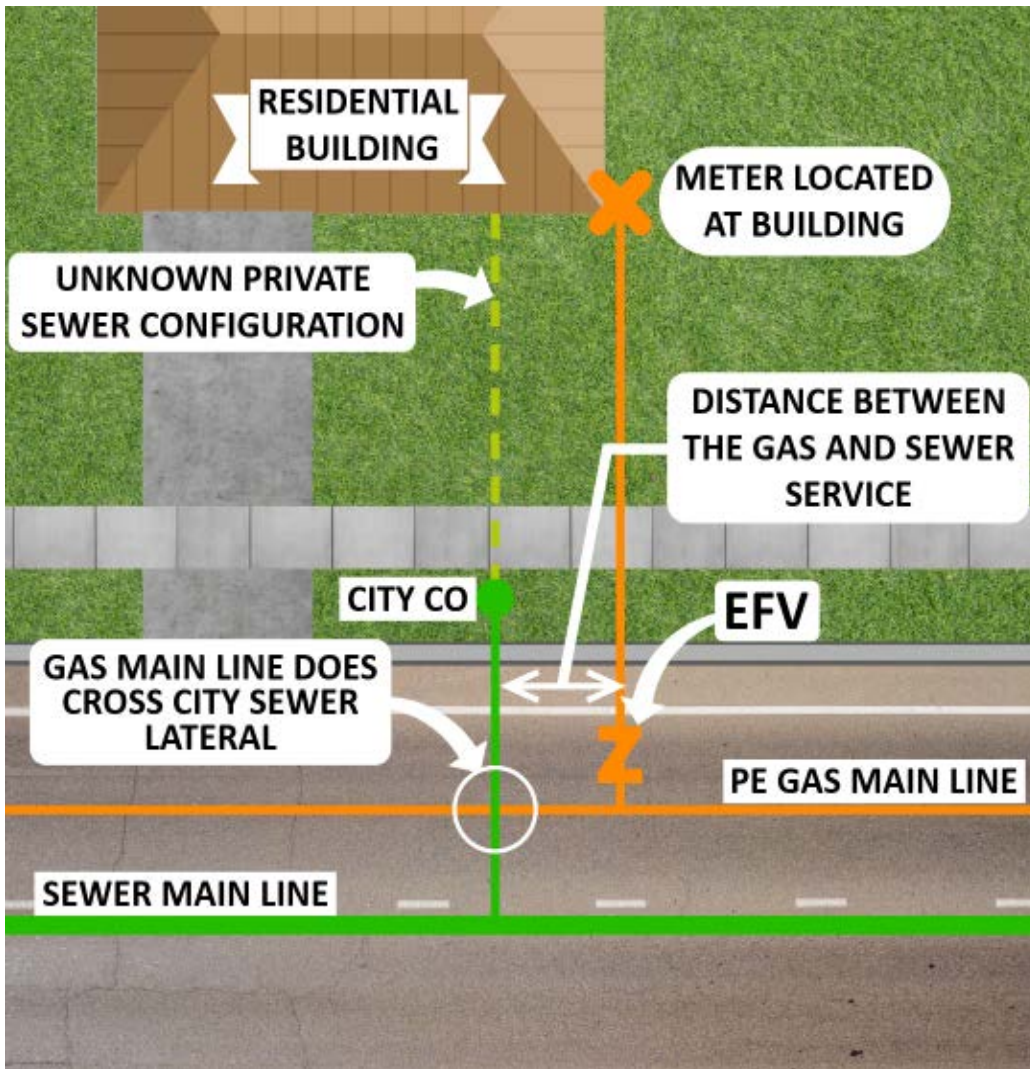 RESIDENTIAL
BUILDING
METER LOCATED
AT BUILDING
UNKNOWN PRIVATE
SEWER CONFIGURATION
DISTANCE BETWEEN
THE GAS AND SEWER
SERVICE
CITY CO
EFV
GAS MAIN LINE DOES
CROSS CITY SEWER
LATERAL
Z
PE GAS MAIN LINE
SEWER MAIN LINE